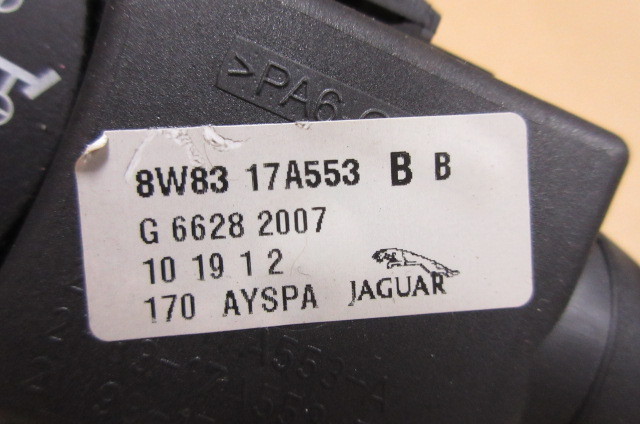 >PA6
8W83 17A553 B B
G 6628 2007
10 19 1 2
170 AYSPA JAGUAR